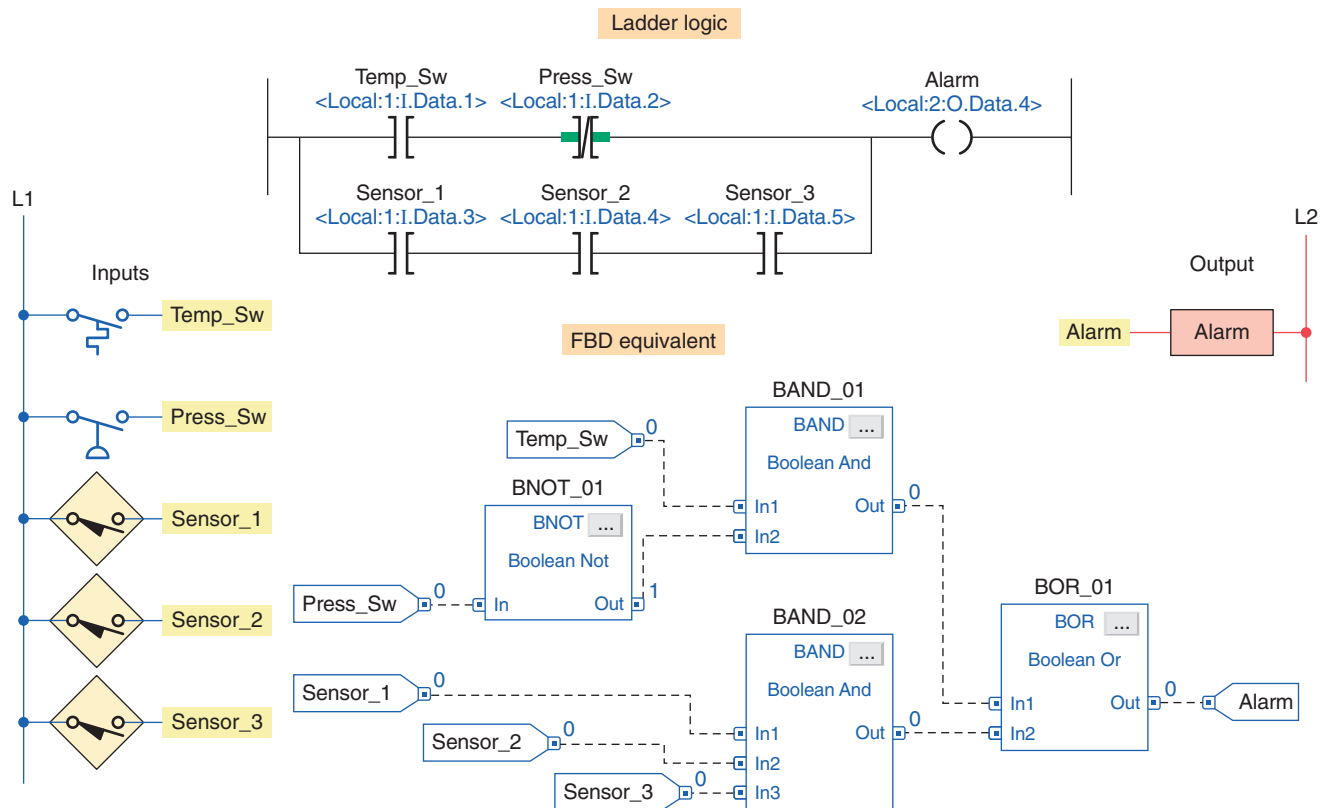 Ladder logic
Temp_Sw
<Local:1:I.Data.1>
Press_Sw
<Local:1:I.Data.2>
Alarm
<Local:2:O.Data.4>
Sensor_1
<Local:1:I.Data.3>
Sensor_2
<Local:1:I.Data.4>
Sensor_3
<Local:1:I.Data.5>
L1
Inputs
Temp_Sw
Press_Sw
Sensor_1
Sensor_2
Sensor_3
L2
Output
Alarm
Alarm
FBD equivalent
Temp_Sw
0
BAND_01
BAND ...
Boolean And
In1
In2
Out
0
BNOT_01
BNOT ...
Boolean Not
Press_Sw
0
In
Out
1
BAND_02
BAND ...
Boolean And
Sensor_1
0
Sensor_2
0
Sensor_3
0
In1
In2
In3
Out
0
BOR_01
BOR ...
Boolean Or
In1
In2
Out
0
Alarm